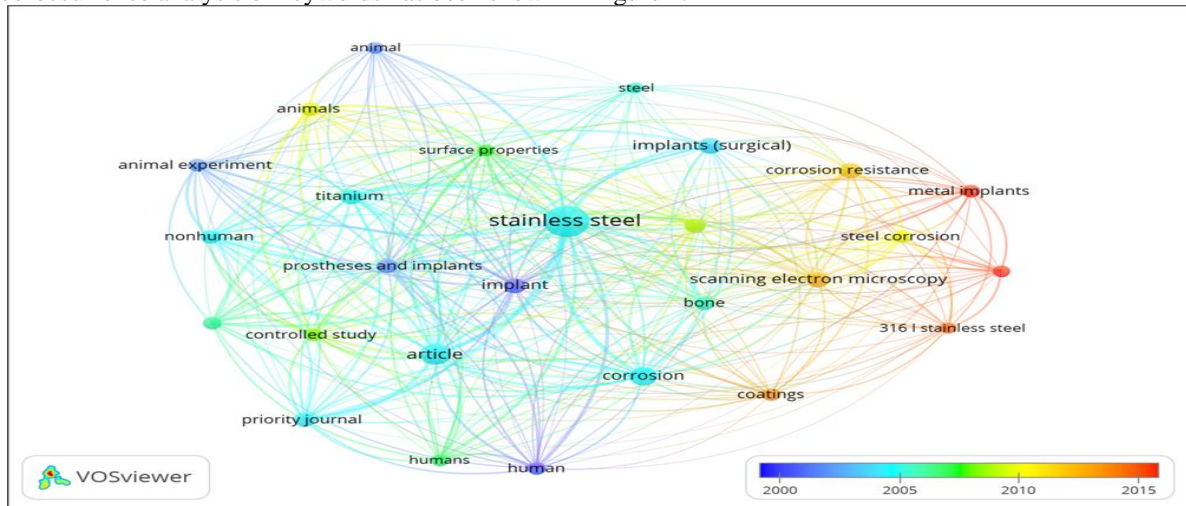 animal
steel
animals
implants (surgical)
surface properties
animal experiment
corrosion resistance
metal implants
titanium
stainless steel
nonhuman
steel corrosion
prostheses and implants
scanning electron microscopy
implant
bone
316 l stainless steel
controlled study
article
corrosion
coatings
priority journal
humans
human
VOSviewer
2000 2005 2010 2015